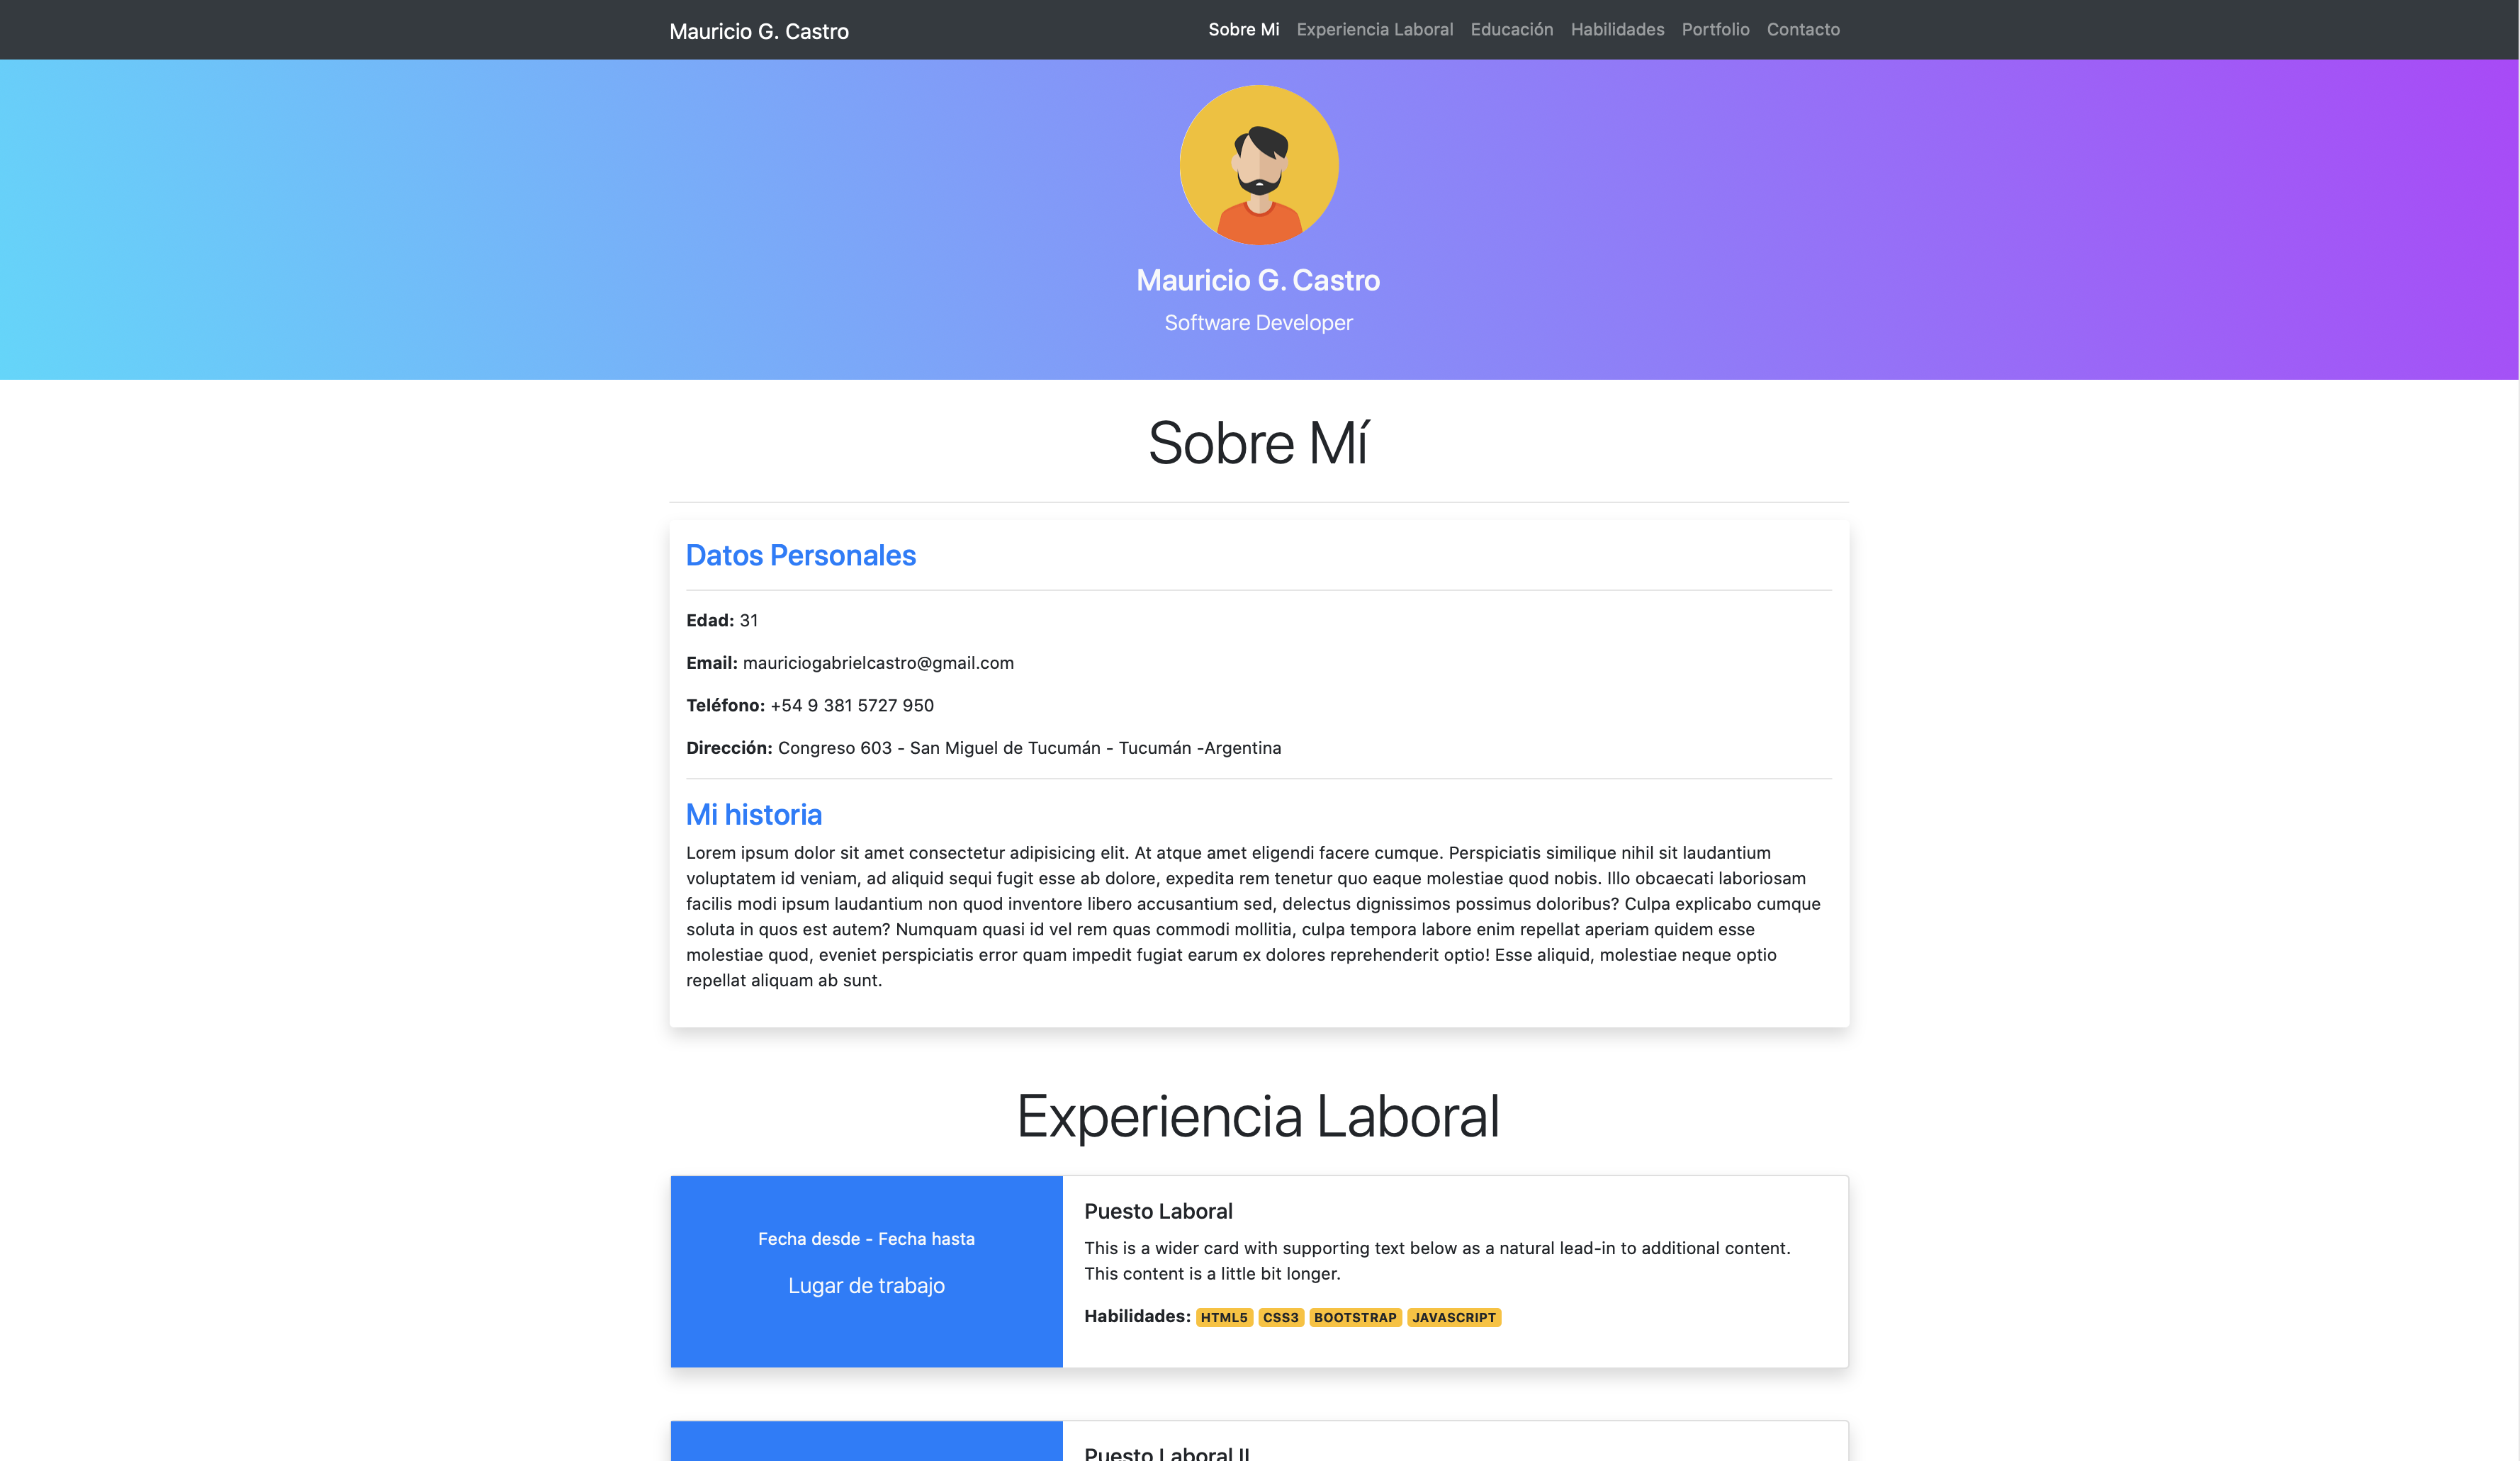 Mauricio G. Castro
Sobre Mi Experiencia Laboral Educación Habilidades Portfolio Contacto
Mauricio G. Castro
Software Developer
Sobre Mí
Datos Personales
Edad: 31
Email: mauriciogabrielcastro@gmail.com
Teléfono: +54 9 381 5727 950
Dirección: Congreso 603 - San Miguel de Tucumán - Tucumán -Argentina
Mi historia
Lorem ipsum dolor sit amet consectetur adipisicing elit. At atque amet eligendi facere cumque. Perspiciatis similique nihil sit laudantium
voluptatem id veniam, ad aliquid sequi fugit esse ab dolore, expedita rem tenetur quo eaque molestiae quod nobis. Illo obcaecati laboriosam
facilis modi ipsum laudantium non quod inventore libero accusantium sed, delectus dignissimos possimus doloribus? Culpa explicabo cumque
soluta in quos est autem? Numquam quasi id vel rem quas commodi mollitia, culpa tempora labore enim repellat aperiam quidem esse
molestiae quod, eveniet perspiciatis error quam impedit fugiat earum ex dolores reprehenderit optio! Esse aliquid, molestiae neque optio
repellat aliquam ab sunt.
Experiencia Laboral
Fecha desde - Fecha hasta
Lugar de trabajo
Puesto Laboral
This is a wider card with supporting text below as a natural lead-in to additional content.
This content is a little bit longer.
Habilidades: HTML5 CSS3 BOOTSTRAP JAVASCRIPT
Puesto Laboral II